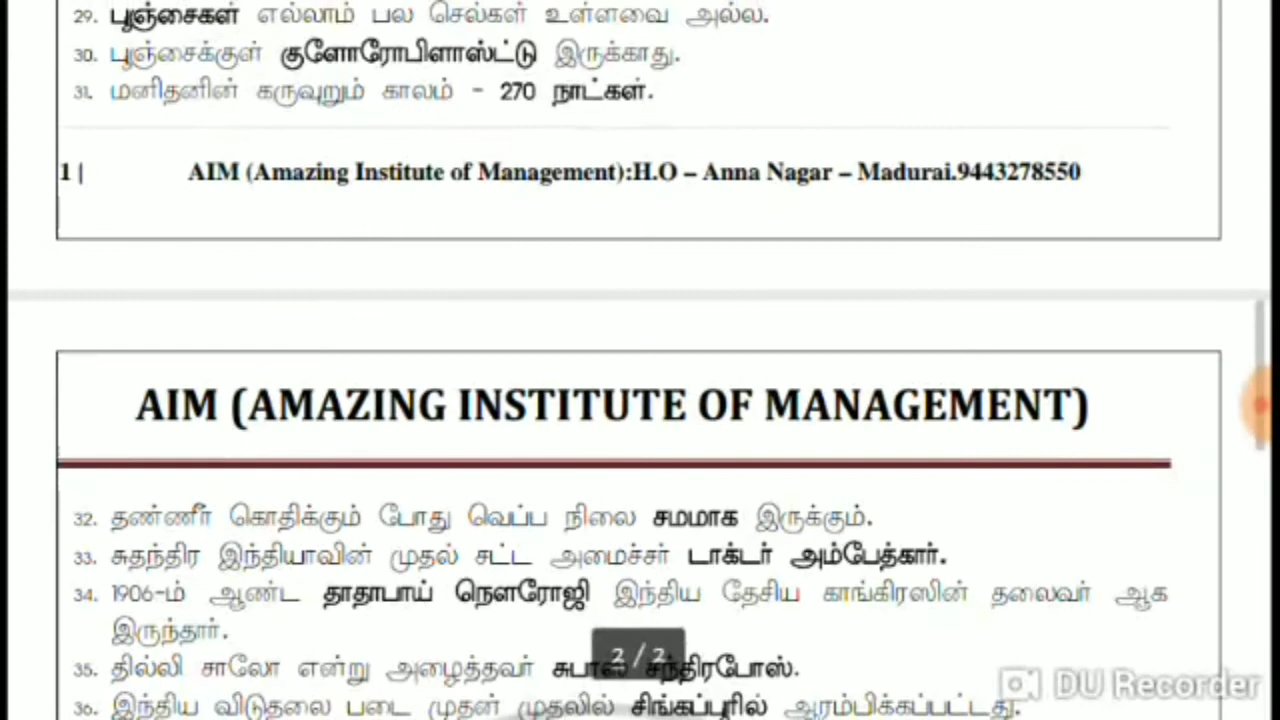 29. பூஞ்சைகள் எல்லாம் பல செல்கள் உள்ளவை அல்ல.
30. பூஞ்சைக்குள் குளோரோபிளாஸ்ட்டு இருக்காது.
31. மனிதனின் கருவுறும் காலம் - 270 நாட்கள்.
1 | AIM (Amazing Institute of Management):H.O – Anna Nagar – Madurai.9443278550
AIM (AMAZING INSTITUTE OF MANAGEMENT)
32. தண்ணீர் கொதிக்கும் போது வெப்ப நிலை சமமாக இருக்கும்.
33. சுதந்திர இந்தியாவின் முதல் சட்ட அமைச்சர் டாக்டர் அம்பேத்கார்.
34. 1906-ம் ஆண்ட தாதாபாய் நௌரோஜி இந்திய தேசிய காங்கிரஸின் தலைவர் ஆக
இருந்தார்.
2 / 2
35. தில்லி சாலோ என்று அழைத்தவர் சுபாஸ் சந்திரபோஸ்.
36. இந்திய விடுதலை படை முதன் முதலில் சிங்கப்பூரில் ஆரம்பிக்கப்பட்டது.
DU Recorder